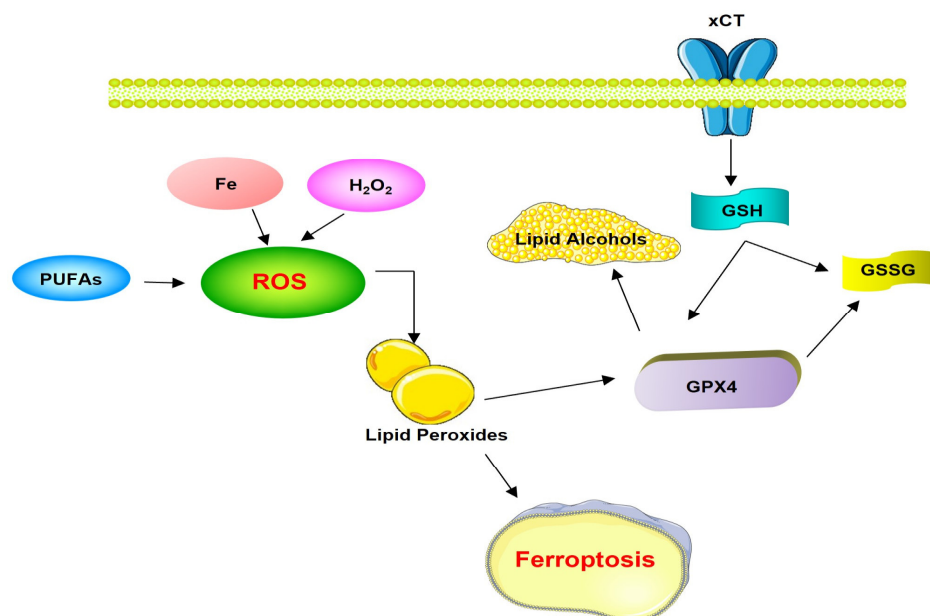 xCT
Fe
H₂O₂
GSH
Lipid Alcohols
PUFAs
ROS
GSSG
GPX4
Lipid Peroxides
Ferroptosis